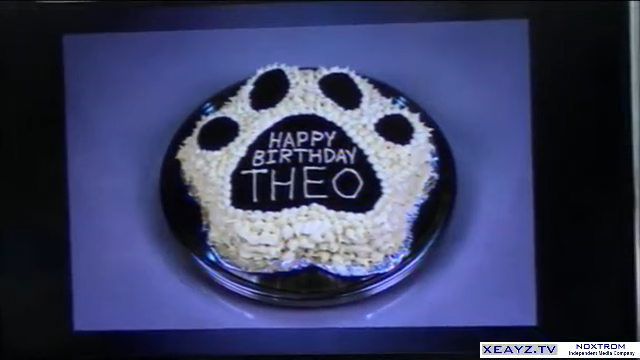 HAPPY
BIRTHDAY
THEO
XEAYZ.TV
NOXTROM
Independent Media Company